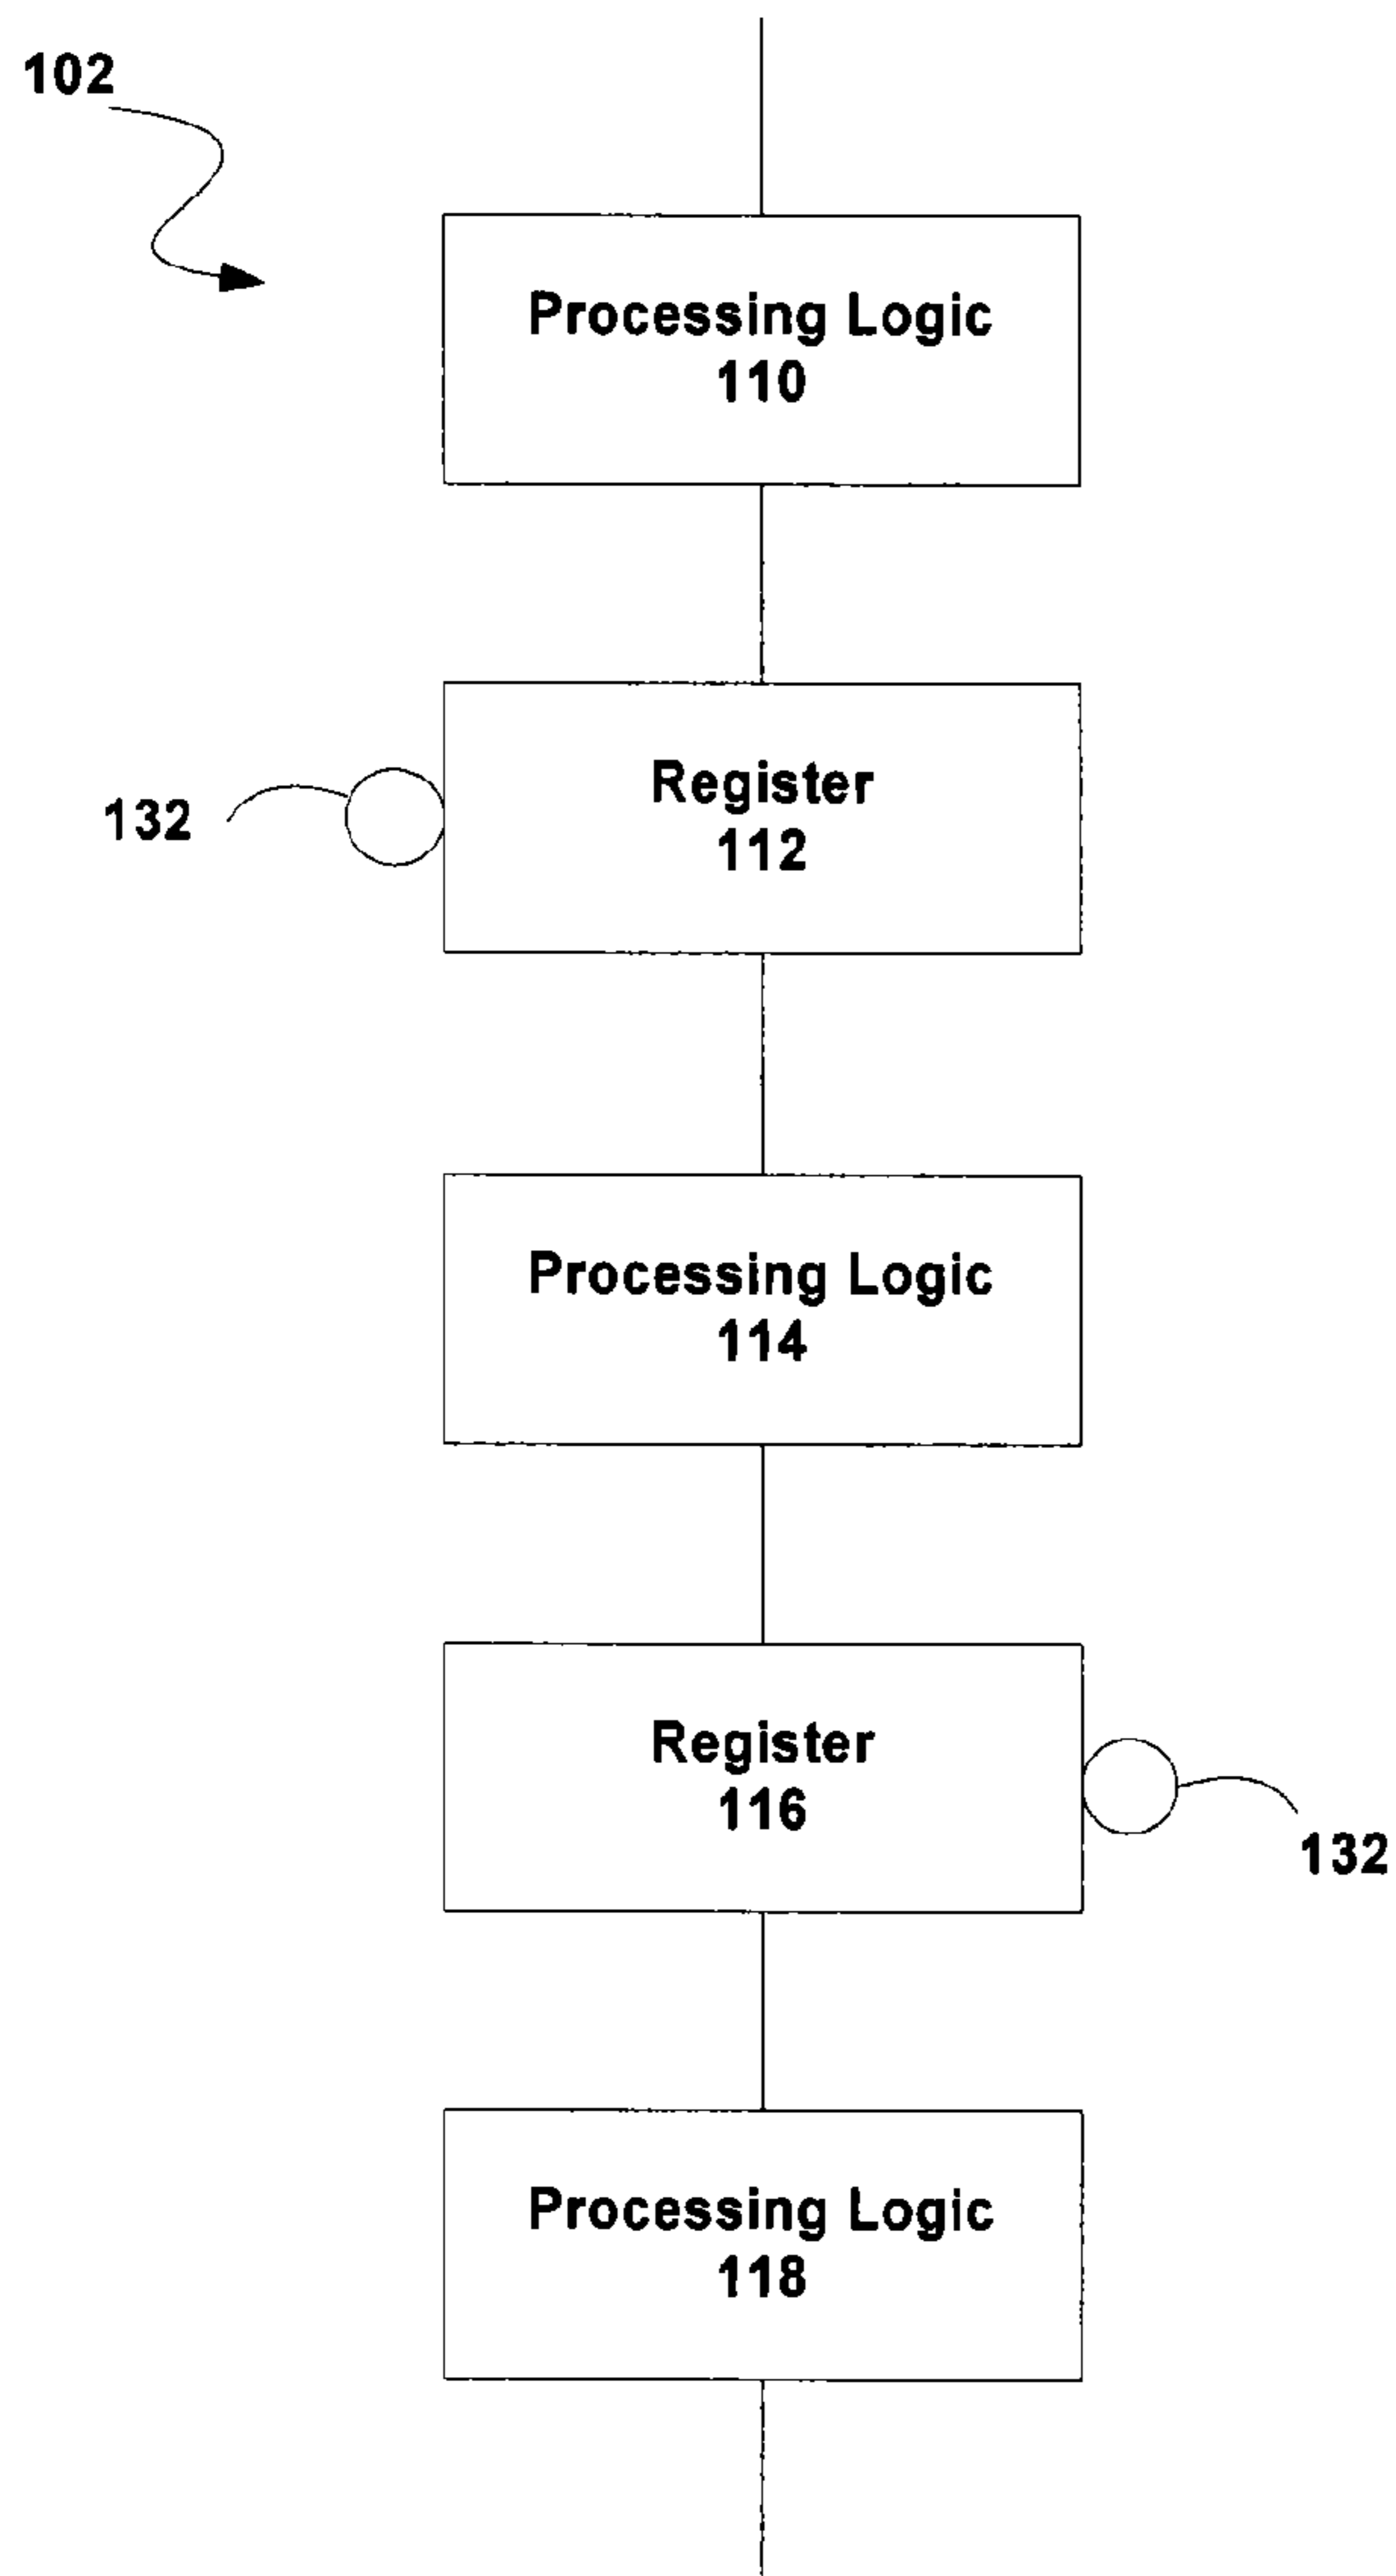 102
Processing Logic
110
Register
112
132
Processing Logic
114
Register
116
132
Processing Logic
118